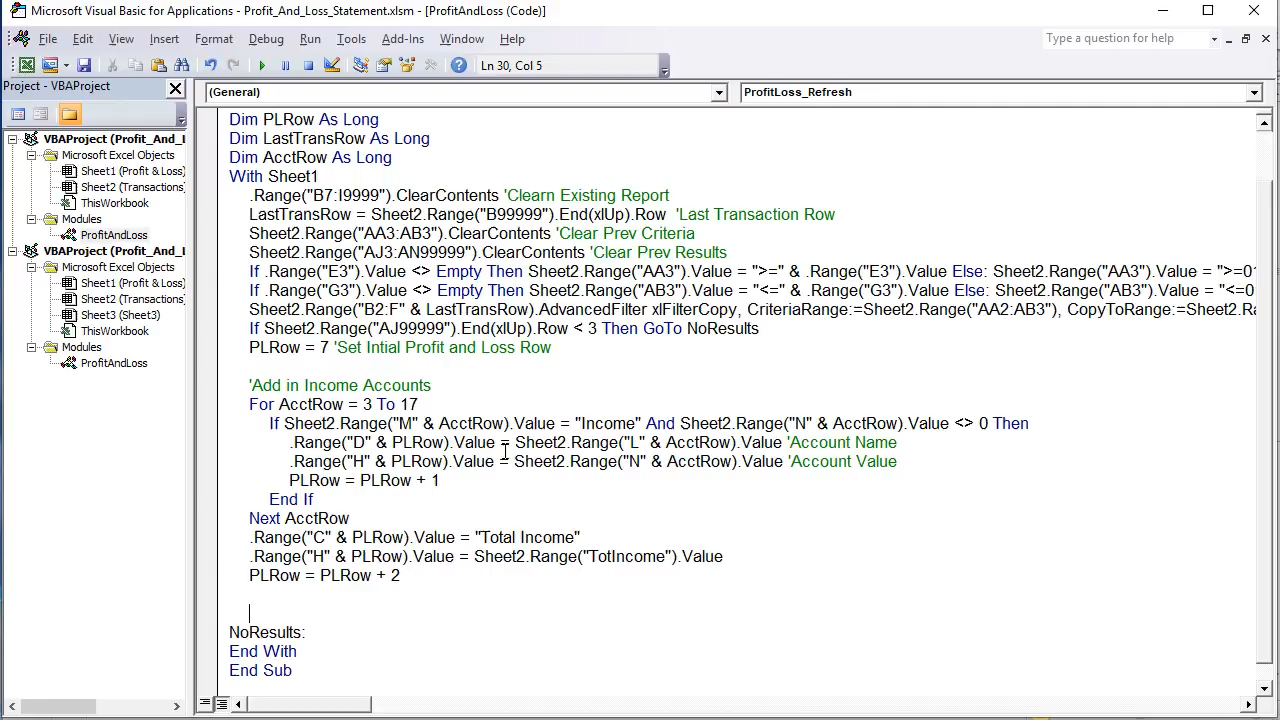 Microsoft Visual Basic for Applications - Profit_And_Loss_Statement.xlsm - [ProfitAndLoss (Code)]
File Edit View Insert Format Debug Run Tools Add-Ins Window Help
Type a question for help
Ln 30, Col 5
Project - VBAProject
(General)
ProfitLoss_Refresh
VBAProject (Profit_And_L
Microsoft Excel Objects
Sheet1 (Profit & Loss)
Sheet2 (Transactions)
ThisWorkbook
Modules
ProfitAndLoss
VBAProject (Profit_And_L
Microsoft Excel Objects
Sheet1 (Profit & Loss)
Sheet2 (Transactions)
Sheet3 (Sheet3)
ThisWorkbook
Modules
ProfitAndLoss
Dim PLRow As Long
Dim LastTransRow As Long
Dim AcctRow As Long
With Sheet1
.Range("B7:I9999").ClearContents 'Clearn Existing Report
LastTransRow = Sheet2.Range("B99999").End(xlUp).Row 'Last Transaction Row
Sheet2.Range("AA3:AB3").ClearContents 'Clear Prev Criteria
Sheet2.Range("AJ3:AN99999").ClearContents 'Clear Prev Results
If .Range("E3").Value <> Empty Then Sheet2.Range("AA3").Value = ">=" & .Range("E3").Value Else: Sheet2.Range("AA3").Value = ">=01
If .Range("G3").Value <> Empty Then Sheet2.Range("AB3").Value = "<=" & .Range("G3").Value Else: Sheet2.Range("AB3").Value = "<=0
Sheet2.Range("B2:F" & LastTransRow).AdvancedFilter xlFilterCopy, CriteriaRange:=Sheet2.Range("AA2:AB3"), CopyToRange:=Sheet2.Ra
If Sheet2.Range("AJ99999").End(xlUp).Row < 3 Then GoTo NoResults
PLRow = 7 'Set Intial Profit and Loss Row
'Add in Income Accounts
For AcctRow = 3 To 17
If Sheet2.Range("M" & AcctRow).Value = "Income" And Sheet2.Range("N" & AcctRow).Value <> 0 Then
.Range("D" & PLRow).Value = Sheet2.Range("L" & AcctRow).Value 'Account Name
.Range("H" & PLRow).Value = Sheet2.Range("N" & AcctRow).Value 'Account Value
PLRow = PLRow + 1
End If
Next AcctRow
.Range("C" & PLRow).Value = "Total Income"
.Range("H" & PLRow).Value = Sheet2.Range("TotIncome").Value
PLRow = PLRow + 2
NoResults:
End With
End Sub